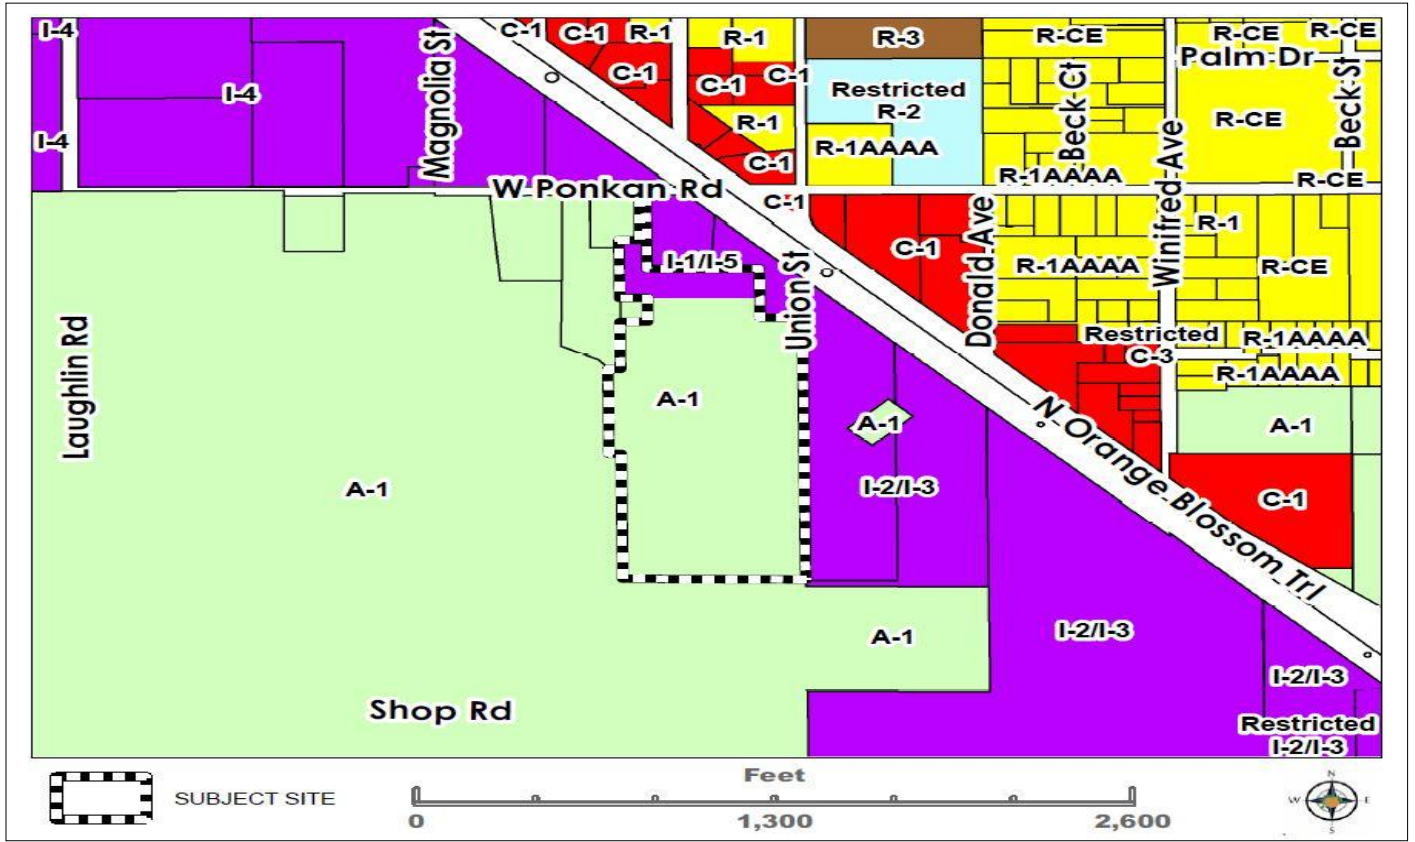 I-4
C-1
C-1
R-1
R-1
R-3
R-CE
R-CE
R-CE
Palm Dr
Magnolia St
C-1
C-1
C-1
Restricted
R-2
Beck Ct
Beck St
I-4
R-1
R-CE
I-4
R-1AAAA
Winifred Ave
C-1
R-1AAAA
R-CE
W Ponkan Rd
C-1
C-1
Donald Ave
R-1
I-1/I-5
Union St
R-1AAAA
R-CE
Laughlin Rd
Restricted
C-3
R-1AAAA
R-1AAAA
A-1
A-1
N Orange Blossom Trl
A-1
A-1
I-2/I-3
C-1
A-1
I-2/I-3
I-2/I-3
Shop Rd
Restricted
I-2/I-3
SUBJECT SITE
Feet
0
1,300
2,600
N
W
E
S